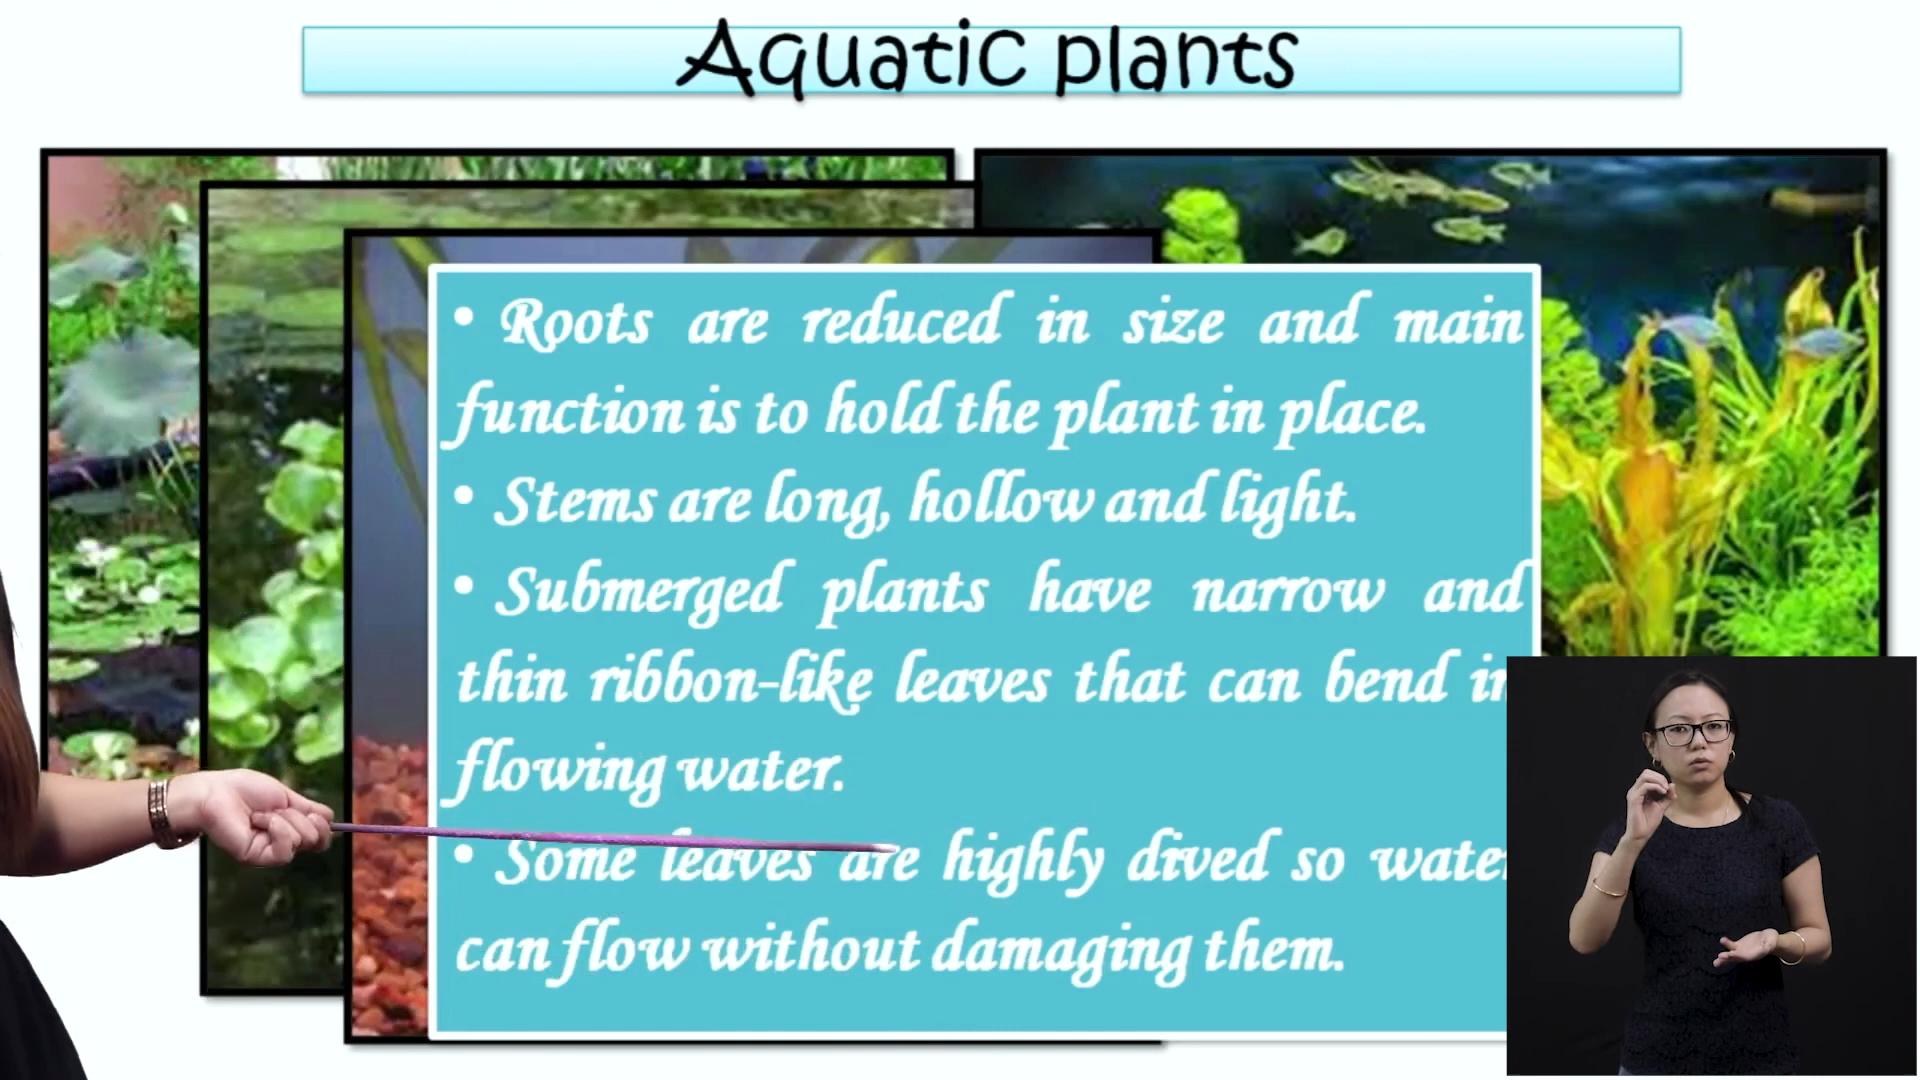 Aquatic plants
• Roots are reduced in size and main
function is to hold the plant in place.
• Stems are long, hollow and light.
• Submerged plants have narrow and
thin ribbon-like leaves that can bend in
flowing water.
• Some leaves are highly dived so water
can flow without damaging them.